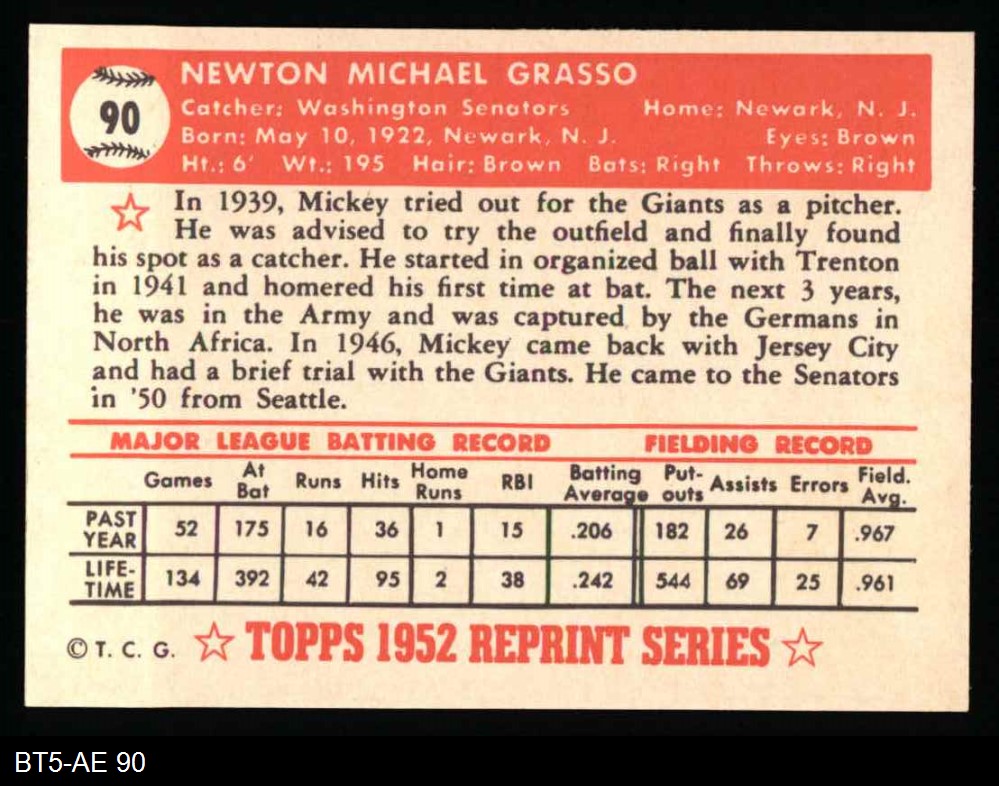 90
NEWTON MICHAEL GRASSO
Catcher: Washington Senators Home: Newark, N. J.
Born: May 10, 1922, Newark, N. J. Eyes: Brown
Ht.: 6' Wt.: 195 Hair: Brown Bats: Right Throws: Right
In 1939, Mickey tried out for the Giants as a pitcher.
He was advised to try the outfield and finally found
his spot as a catcher. He started in organized ball with Trenton
in 1941 and homered his first time at bat. The next 3 years,
he was in the Army and was captured by the Germans in
North Africa. In 1946, Mickey came back with Jersey City
and had a brief trial with the Giants. He came to the Senators
in '50 from Seattle.
MAJOR LEAGUE BATTING RECORD FIELDING RECORD
Games At Bat Runs Hits Home Runs RBI Batting Average Put-outs Assists Errors Field. Avg.
PAST YEAR 52 175 16 36 1 15 .206 182 26 7 .967
LIFE-TIME 134 392 42 95 2 38 .242 544 69 25 .961
© T. C. G. ☆ TOPPS 1952 REPRINT SERIES ☆
BT5-AE 90